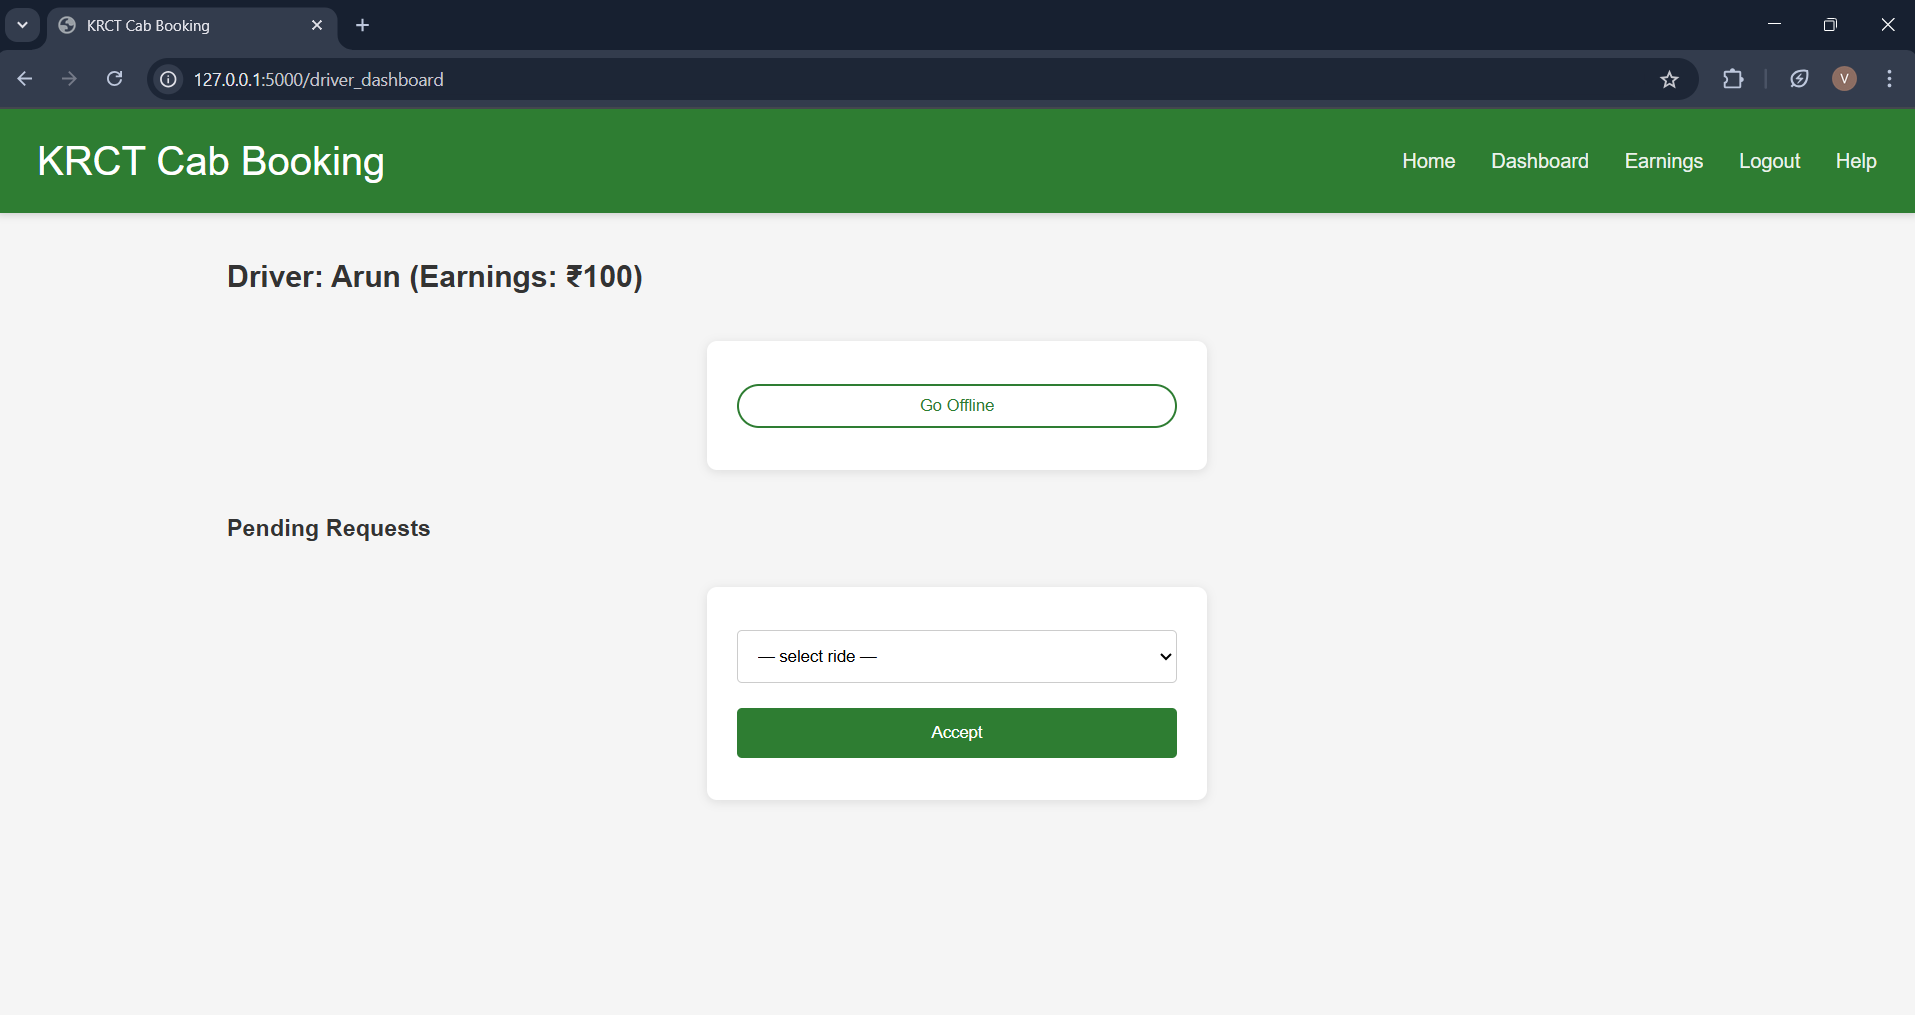 KRCT Cab Booking
127.0.0.1:5000/driver_dashboard
V
KRCT Cab Booking
Home Dashboard Earnings Logout Help
Driver: Arun (Earnings: ₹100)
Go Offline
Pending Requests
— select ride —
Accept